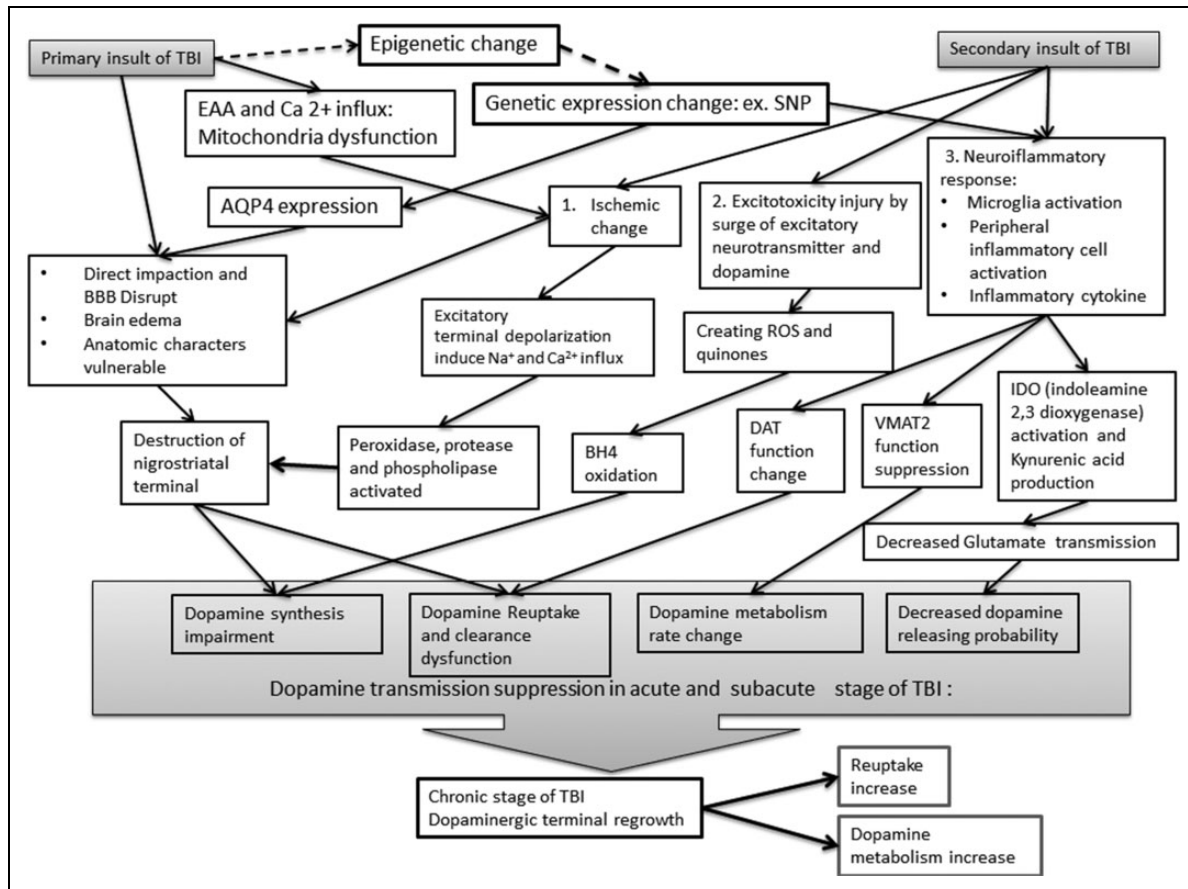 Primary insult of TBI
Epigenetic change
Secondary insult of TBI
EAA and Ca 2+ influx:
Mitochondria dysfunction
Genetic expression change: ex. SNP
AQP4 expression
1. Ischemic
change
2. Excitotoxicity injury by
surge of excitatory
neurotransmitter and
dopamine
3. Neuroiflammatory
response:
• Microglia activation
• Peripheral
inflammatory cell
activation
• Inflammatory cytokine
• Direct impaction and
BBB Disrupt
• Brain edema
• Anatomic characters
vulnerable
Excitatory
terminal depolarization
induce Na⁺ and Ca²⁺ influx
Creating ROS and
quinones
Destruction of
nigrostriatal
terminal
Peroxidase, protease
and phospholipase
activated
BH4
oxidation
DAT
function
change
VMAT2
function
suppression
IDO (indoleamine
2,3 dioxygenase)
activation and
Kynurenic acid
production
Decreased Glutamate transmission
Dopamine synthesis
impairment
Dopamine Reuptake
and clearance
dysfunction
Dopamine metabolism
rate change
Decreased dopamine
releasing probability
Dopamine transmission suppression in acute and subacute stage of TBI :
Chronic stage of TBI
Dopaminergic terminal regrowth
Reuptake
increase
Dopamine
metabolism increase